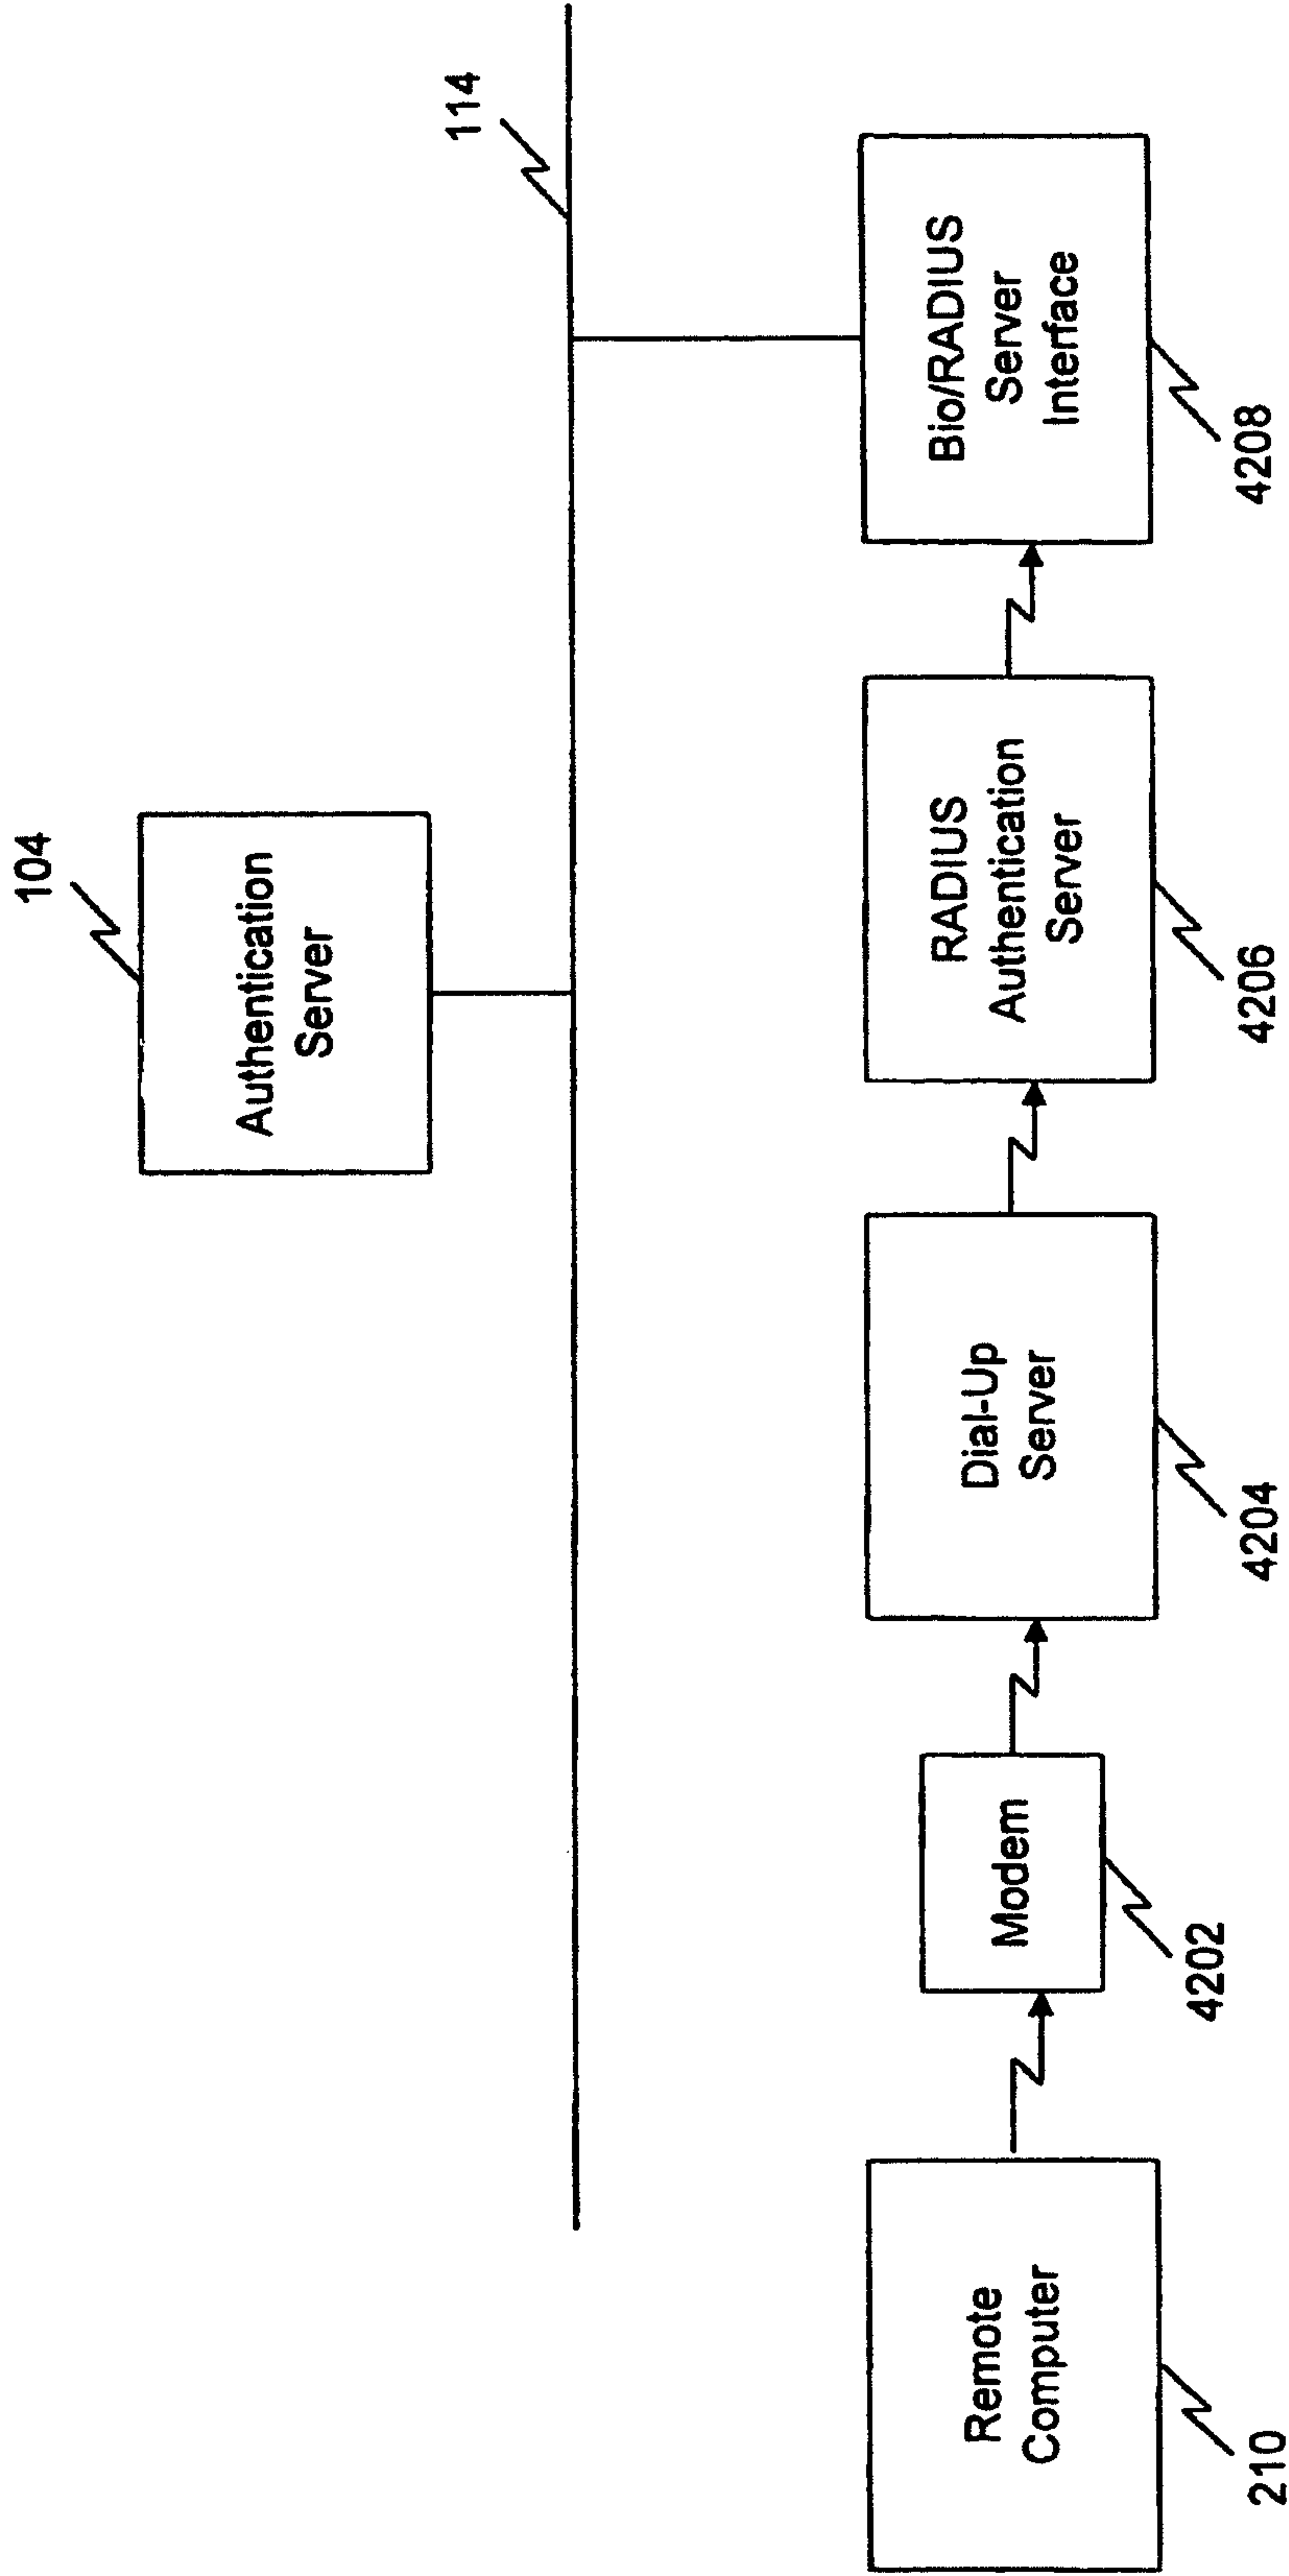 104
Authentication
Server
114
Remote
Computer
210
Modem
4202
Dial-Up
Server
4204
RADIUS
Authentication
Server
4206
Bio/RADIUS
Server
Interface
4208